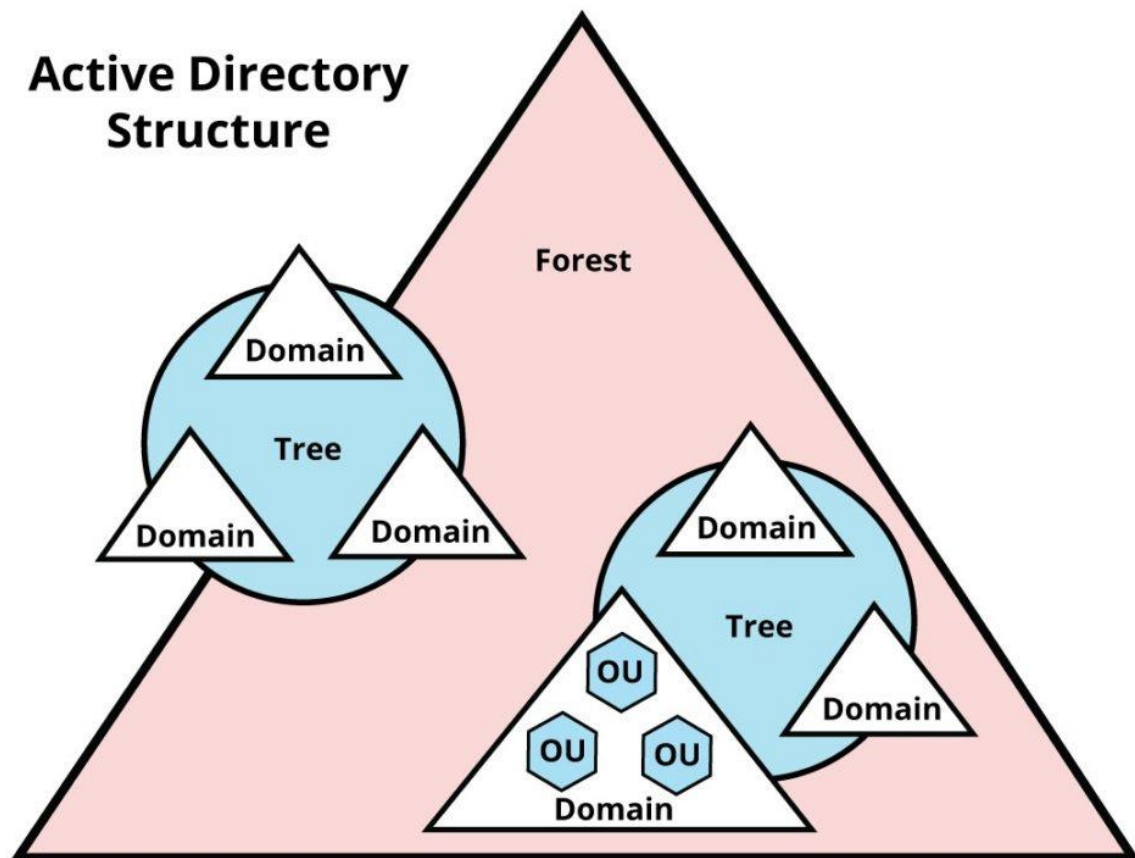 Active Directory
Structure
Forest
Domain
Tree
Domain
Domain
Domain
Tree
OU
Domain
OU
OU
Domain